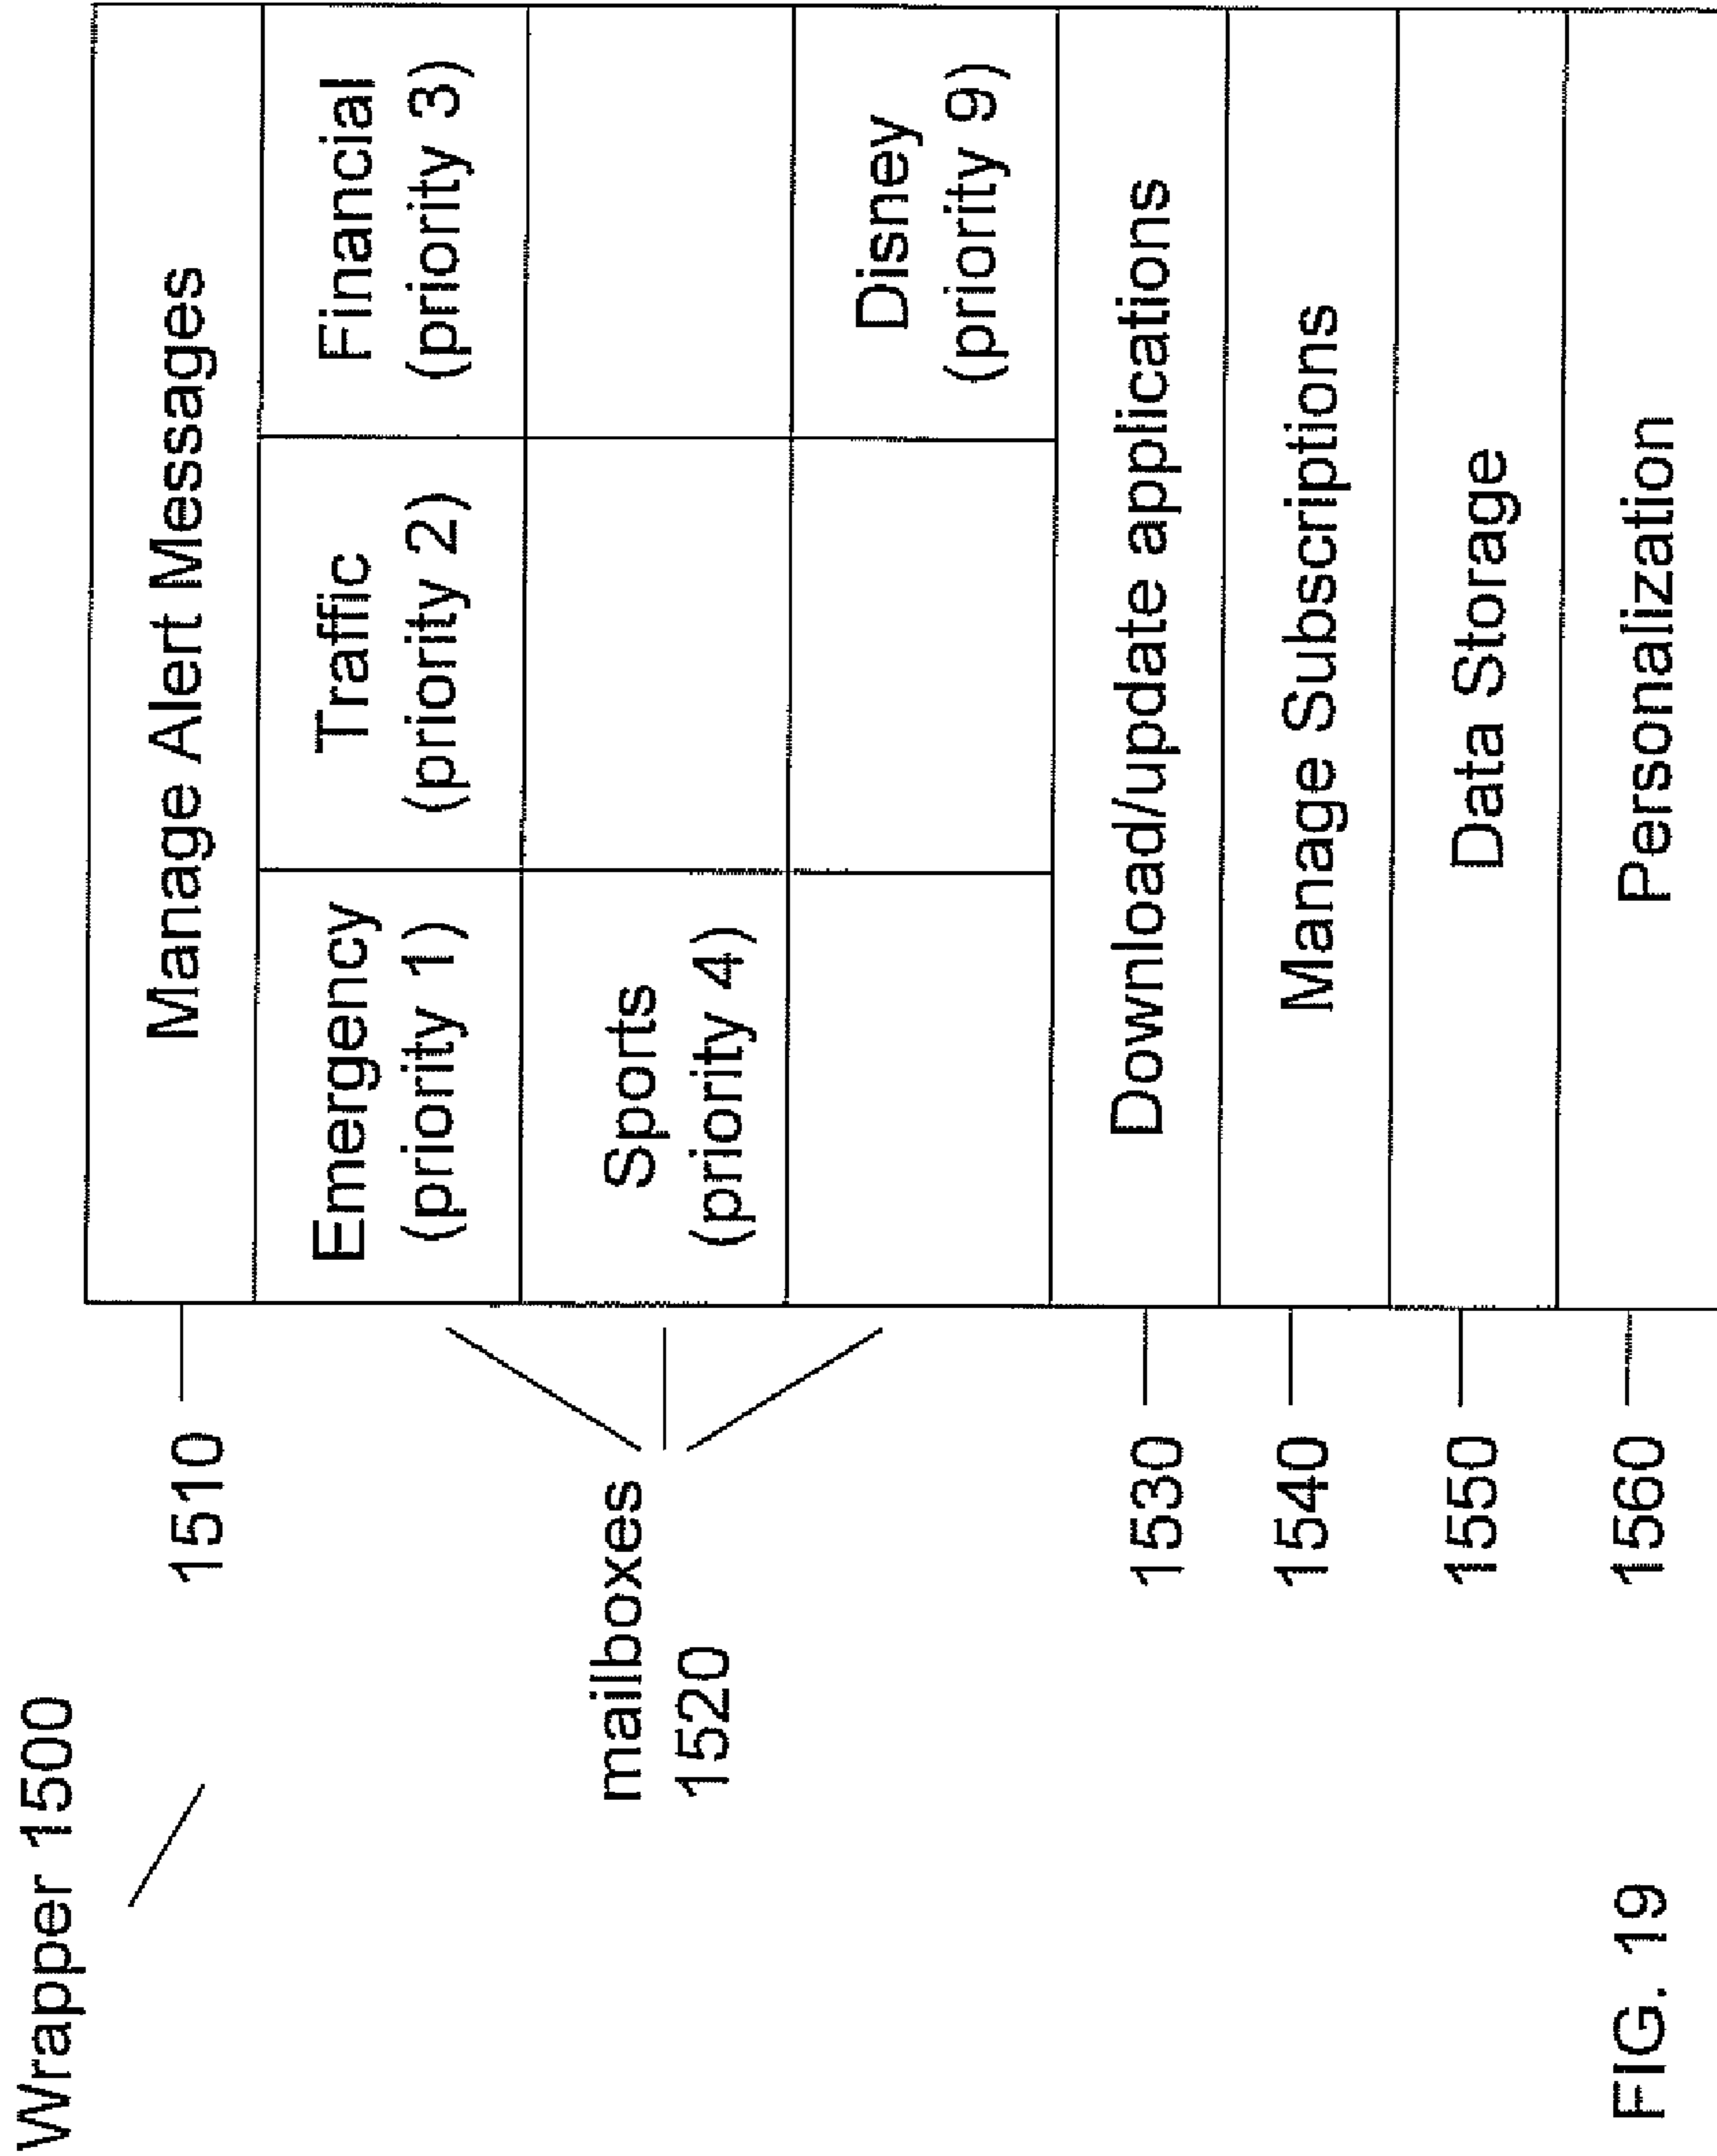 Wrapper 1500
1510
Manage Alert Messages
mailboxes
1520
Emergency
(priority 1)
Traffic
(priority 2)
Financial
(priority 3)
Sports
(priority 4)
Disney
(priority 9)
1530
Download/update applications
1540
Manage Subscriptions
1550
Data Storage
1560
Personalization
FIG. 19